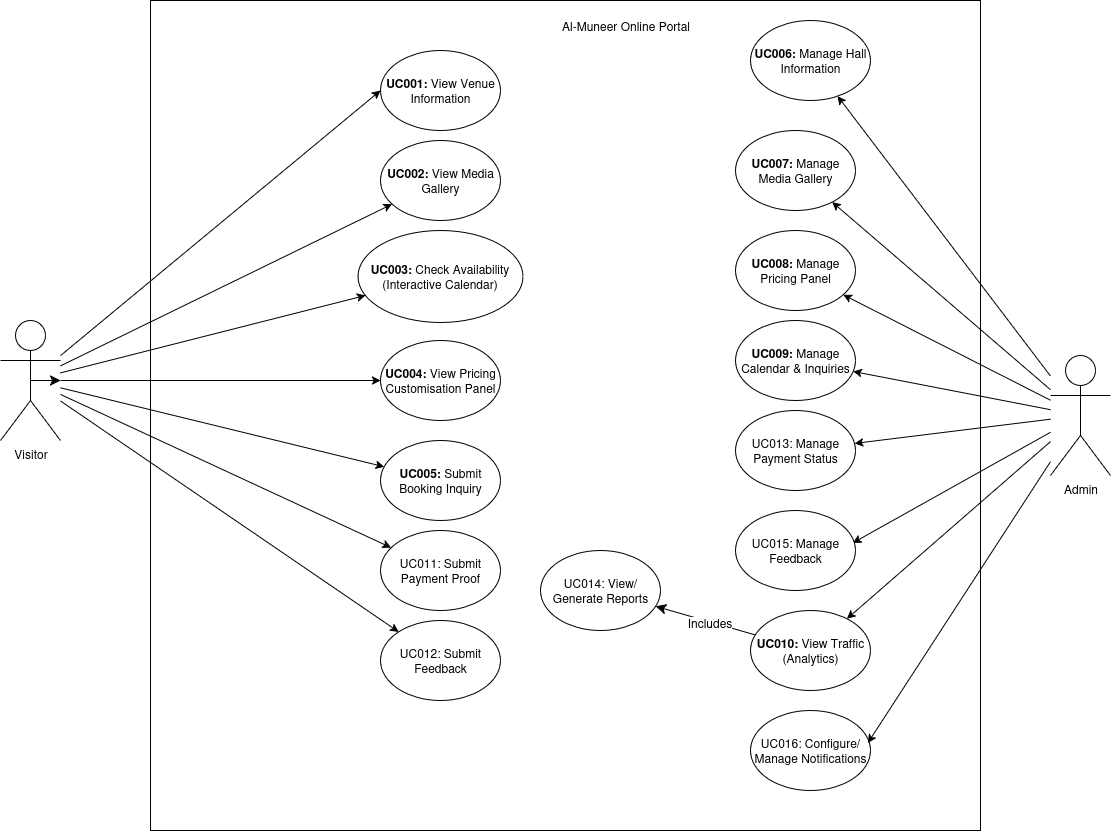 Al-Muneer Online Portal
UC001: View Venue
Information
UC002: View Media
Gallery
UC003: Check Availability
(Interactive Calendar)
UC004: View Pricing
Customisation Panel
UC005: Submit
Booking Inquiry
UC011: Submit
Payment Proof
UC012: Submit
Feedback
Visitor
UC006: Manage Hall
Information
UC007: Manage
Media Gallery
UC008: Manage
Pricing Panel
UC009: Manage
Calendar & Inquiries
UC013: Manage
Payment Status
UC015: Manage
Feedback
UC014: View/
Generate Reports
Includes
UC010: View Traffic
(Analytics)
UC016: Configure/
Manage Notifications
Admin